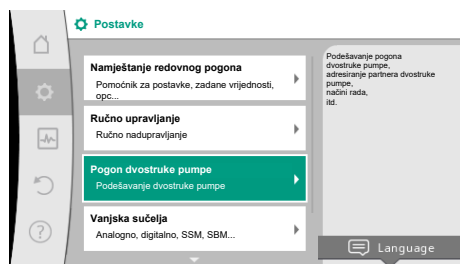 Postavke
Namještanje redovnog pogona
Pomoćnik za postavke, zadane vrijednosti,
opc...
Ručno upravljanje
Ručno nadupravljanje
Pogon dvostruke pumpe
Podešavanje dvostruke pumpe
Vanjska sučelja
Analogno, digitalno, SSM, SBM...
Podešavanje pogona
dvostruke pumpe,
adresiranje partnera dvostruke
pumpe,
načini rada,
itd.
Language